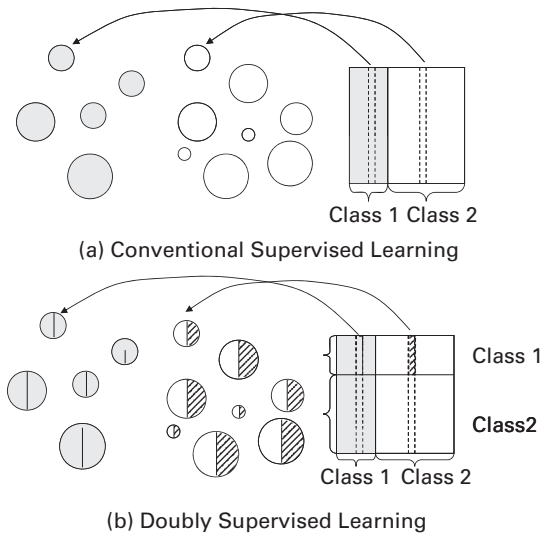 Class 1 Class 2
(a) Conventional Supervised Learning
Class 1
Class2
Class 1 Class 2
(b) Doubly Supervised Learning